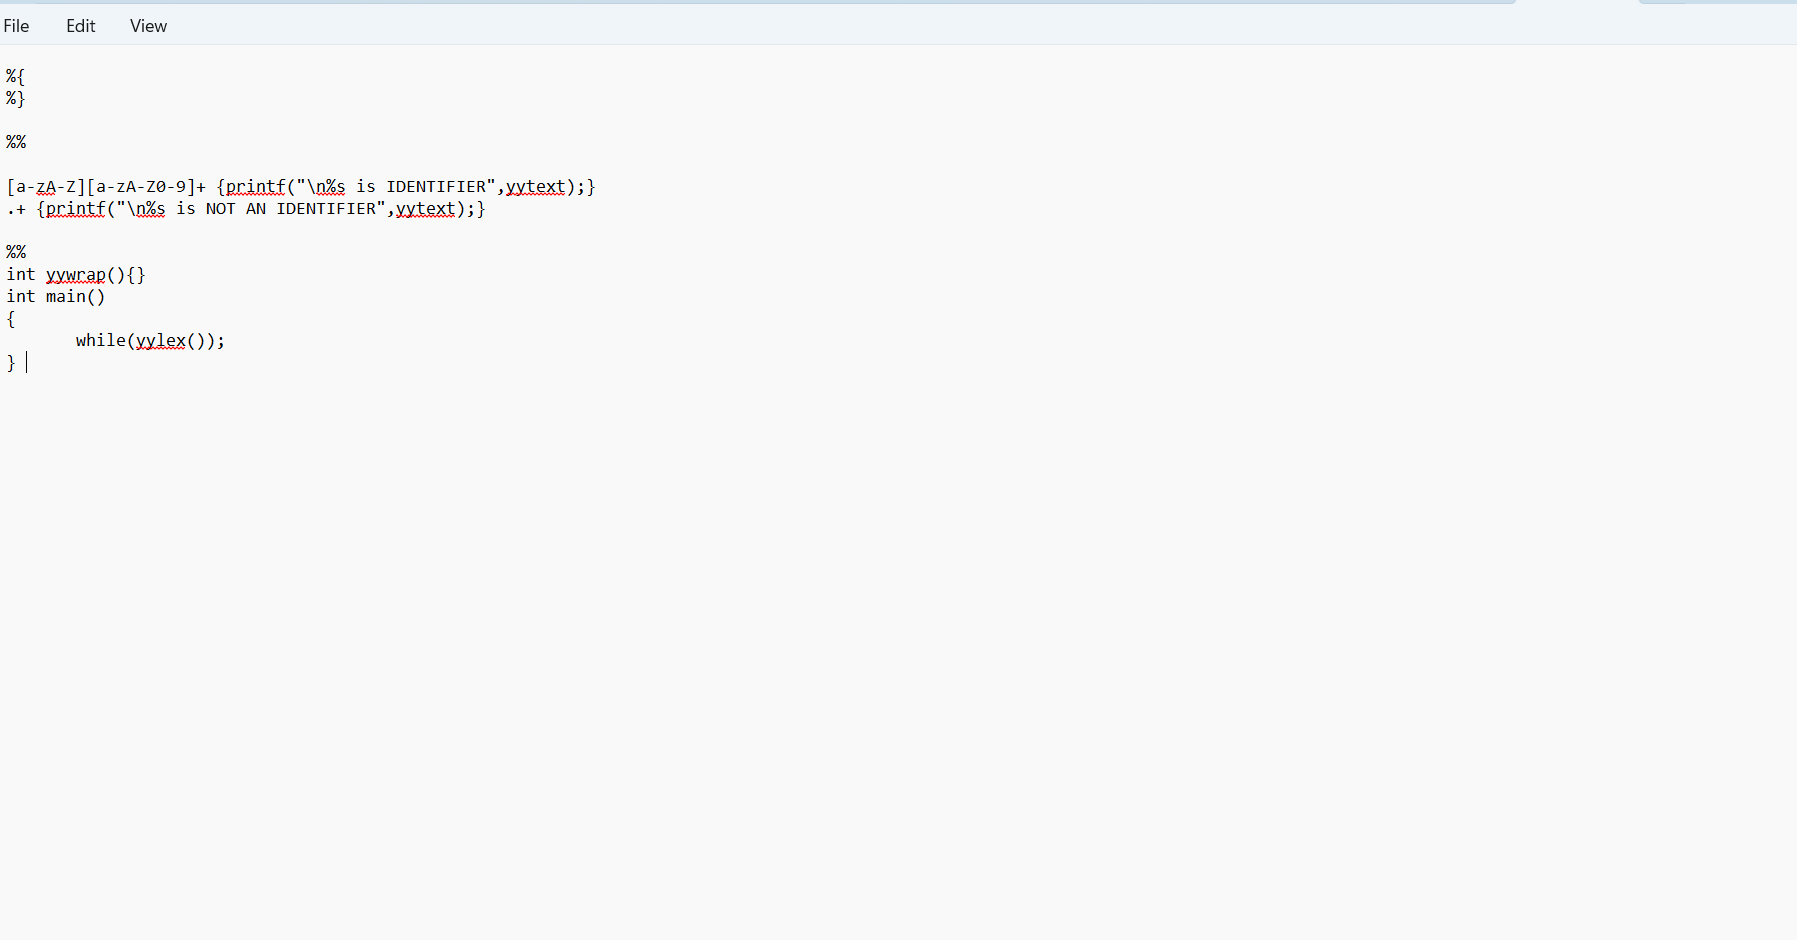 File Edit View
%{
%}
%%
[a-zA-Z][a-zA-Z0-9]+ {printf("\n%s is IDENTIFIER",yytext);}
.+ {printf("\n%s is NOT AN IDENTIFIER",yytext);}
%%
int yywrap(){}
int main()
{
while(yylex());
}